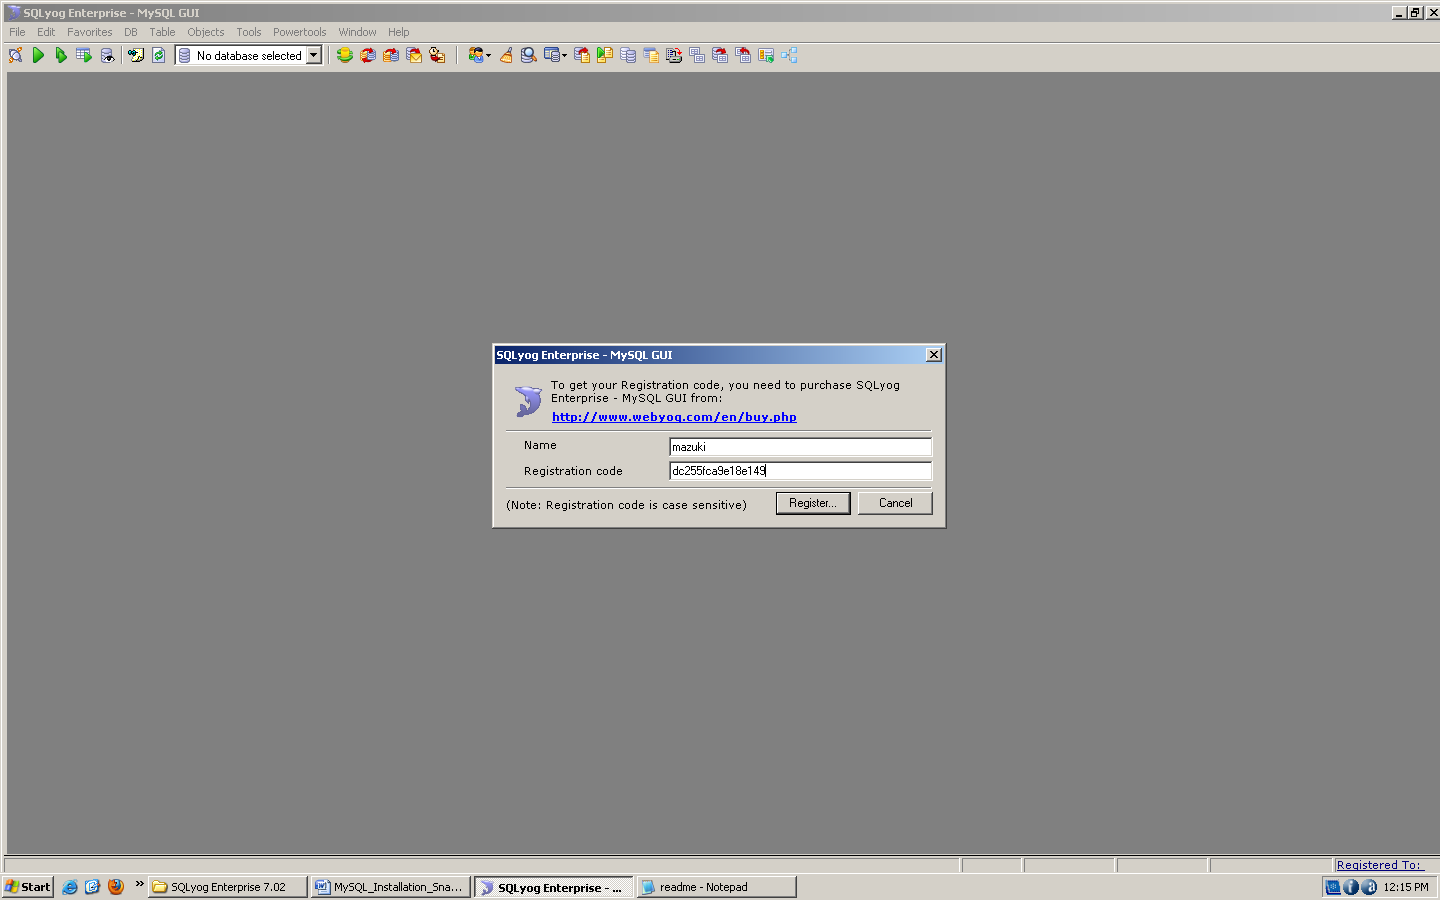 SQLyog Enterprise - MySQL GUI
File Edit Favorites DB Table Objects Tools Powertools Window Help
No database selected
SQLyog Enterprise - MySQL GUI
To get your Registration code, you need to purchase SQLyog
Enterprise - MySQL GUI from:
http://www.webyog.com/en/buy.php
Name mazuki
Registration code dc255fca9e18e149
(Note: Registration code is case sensitive) Register... Cancel
Registered To:
Start » SQLyog Enterprise 7.02 MySQL_Installation_Sna... SQLyog Enterprise - ... readme - Notepad 12:15 PM